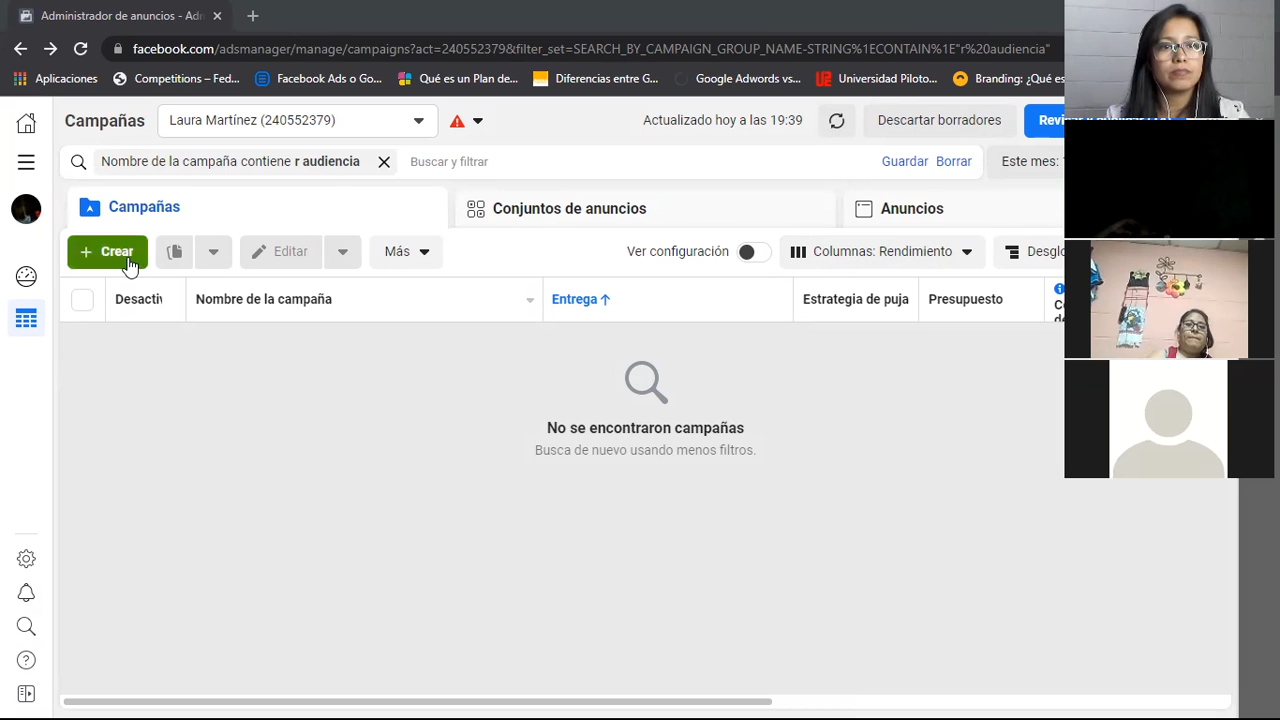 Administrador de anuncios - Adr
facebook.com/adsmanager/manage/campaigns?act=240552379&filter_set=SEARCH_BY_CAMPAIGN_GROUP_NAME-STRING%1ECONTAIN%1E"r%20audiencia"
Aplicaciones Competitions – Fed... Facebook Ads o Goo... Qué es un Plan de... Diferencias entre G... Google Adwords vs... Universidad Piloto... Branding: ¿Qué es
Campañas Laura Martínez (240552379) Actualizado hoy a las 19:39 Descartar borradores
Nombre de la campaña contiene r audiencia Buscar y filtrar Guardar Borrar Este mes:
Campañas Conjuntos de anuncios Anuncios
+ Crear Editar Más Ver configuración Columnas: Rendimiento Desglo
Desactiv Nombre de la campaña Entrega ↑ Estrategia de puja Presupuesto
No se encontraron campañas
Busca de nuevo usando menos filtros.